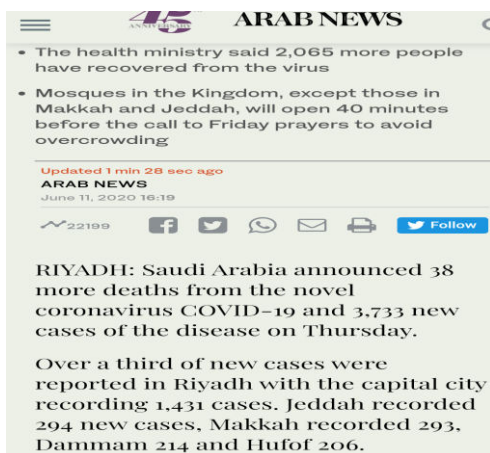 45
ANNIVERSARY
ARAB NEWS
• The health ministry said 2,065 more people
have recovered from the virus
• Mosques in the Kingdom, except those in
Makkah and Jeddah, will open 40 minutes
before the call to Friday prayers to avoid
overcrowding
Updated 1 min 28 sec ago
ARAB NEWS
June 11, 2020 16:19
22199
Follow
RIYADH: Saudi Arabia announced 38
more deaths from the novel
coronavirus COVID-19 and 3,733 new
cases of the disease on Thursday.
Over a third of new cases were
reported in Riyadh with the capital city
recording 1,431 cases. Jeddah recorded
294 new cases, Makkah recorded 293,
Dammam 214 and Hufof 206.